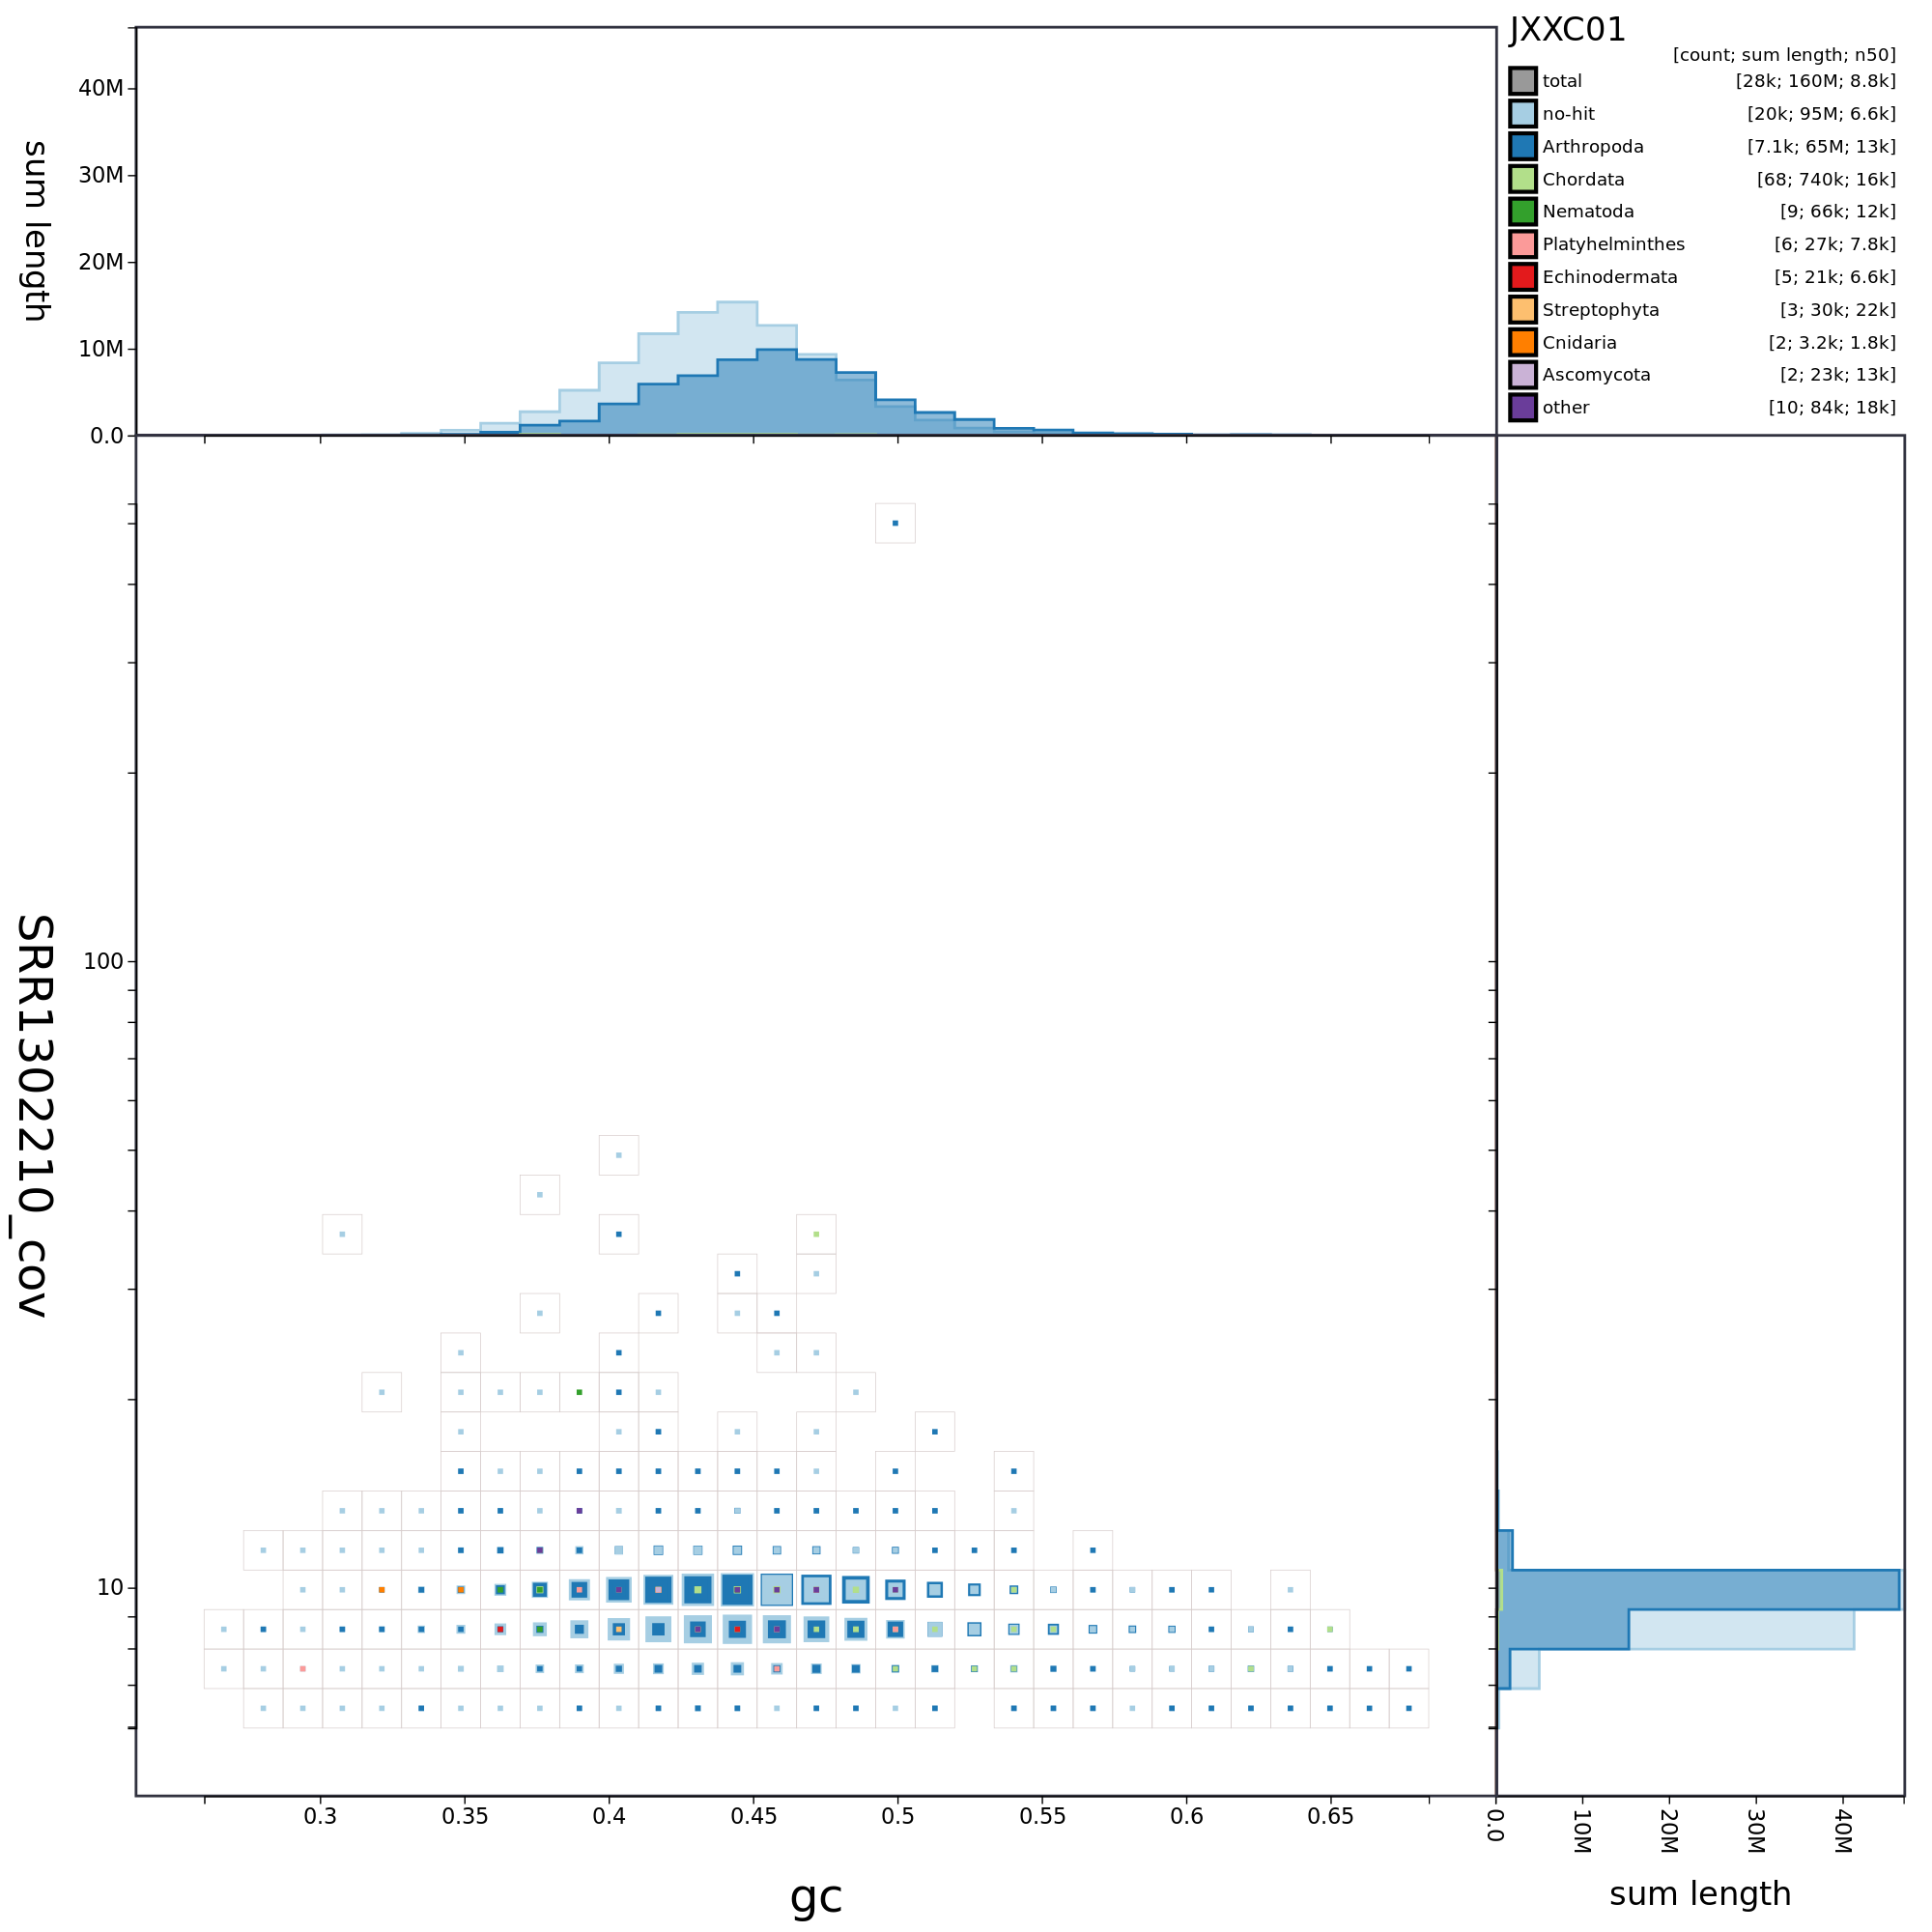 JXXC01
[count; sum length; n50]
total [28k; 160M; 8.8k]
no-hit [20k; 95M; 6.6k]
Arthropoda [7.1k; 65M; 13k]
Chordata [68; 740k; 16k]
Nematoda [9; 66k; 12k]
Platyhelminthes [6; 27k; 7.8k]
Echinodermata [5; 21k; 6.6k]
Streptophyta [3; 30k; 22k]
Cnidaria [2; 3.2k; 1.8k]
Ascomycota [2; 23k; 13k]
other [10; 84k; 18k]
sum length
40M
30M
20M
10M
0.0
SRR1302210_cov
100
10
0.3 0.35 0.4 0.45 0.5 0.55 0.6 0.65
gc
0.0 10M 20M 30M 40M
sum length